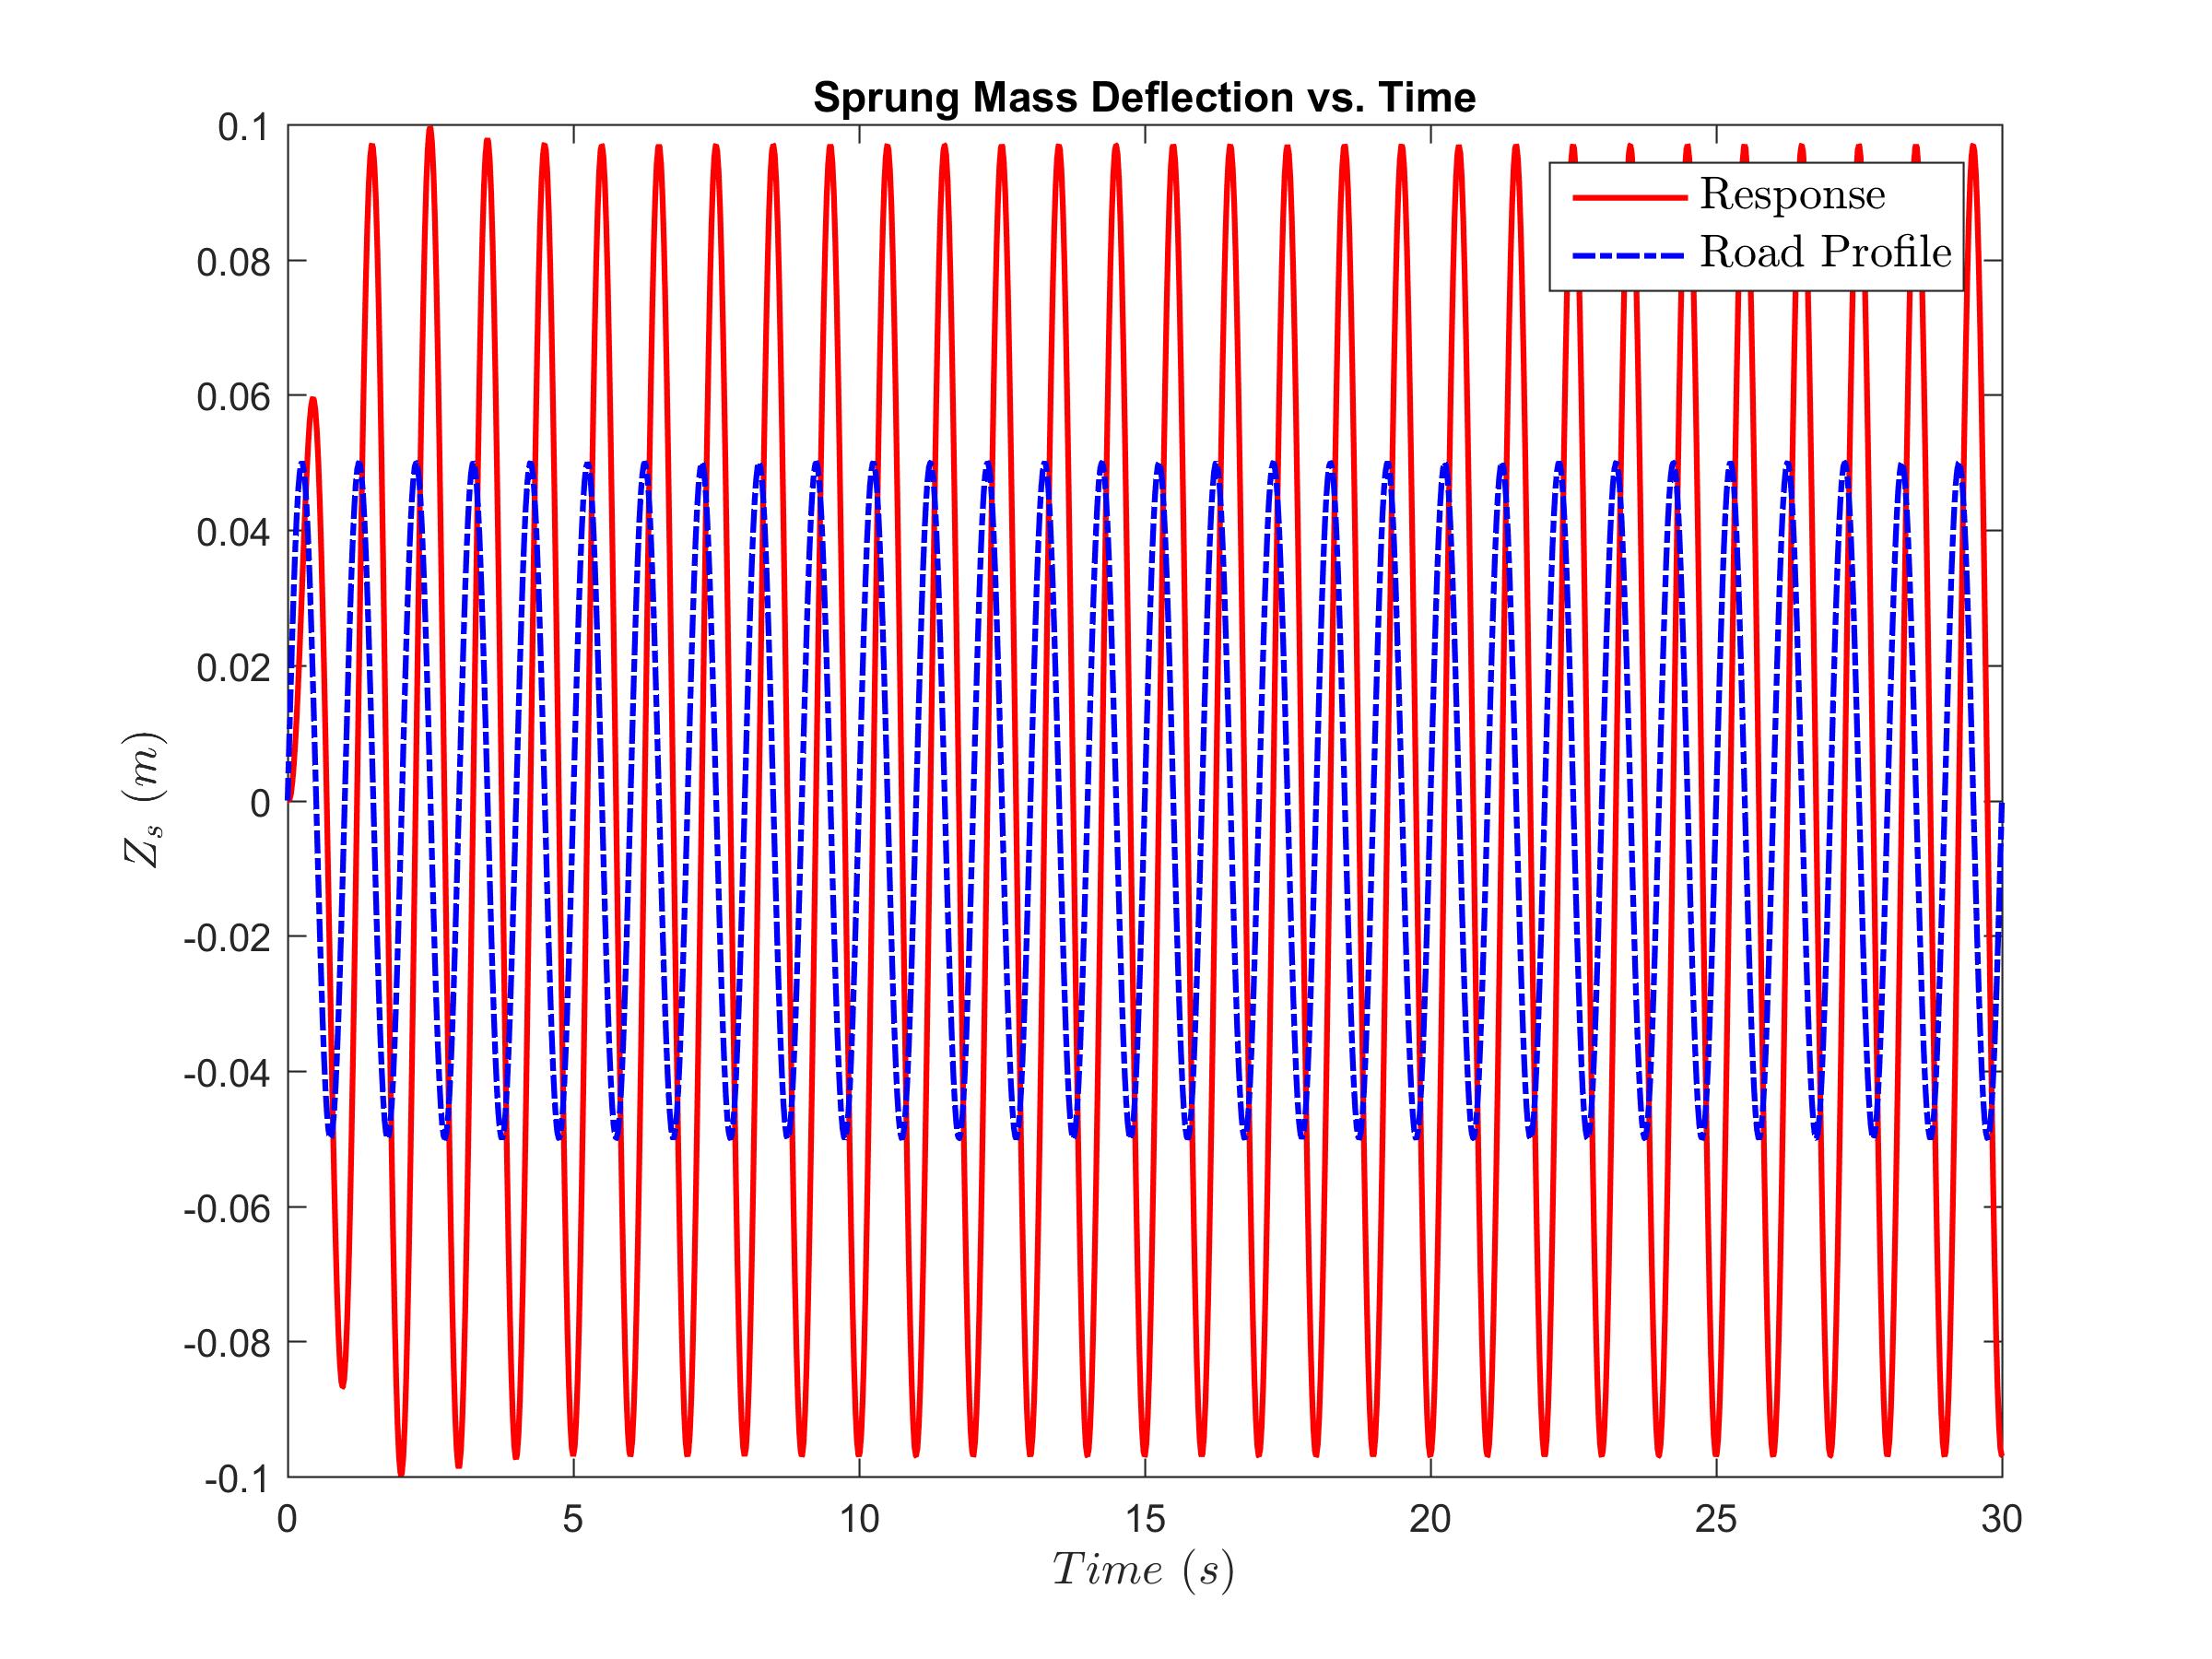 Sprung Mass Deflection vs. Time
0.1
0.08
0.06
0.04
0.02
0
-0.02
-0.04
-0.06
-0.08
-0.1
Z_s (m)
Response
Road Profile
0 5 10 15 20 25 30
Time (s)